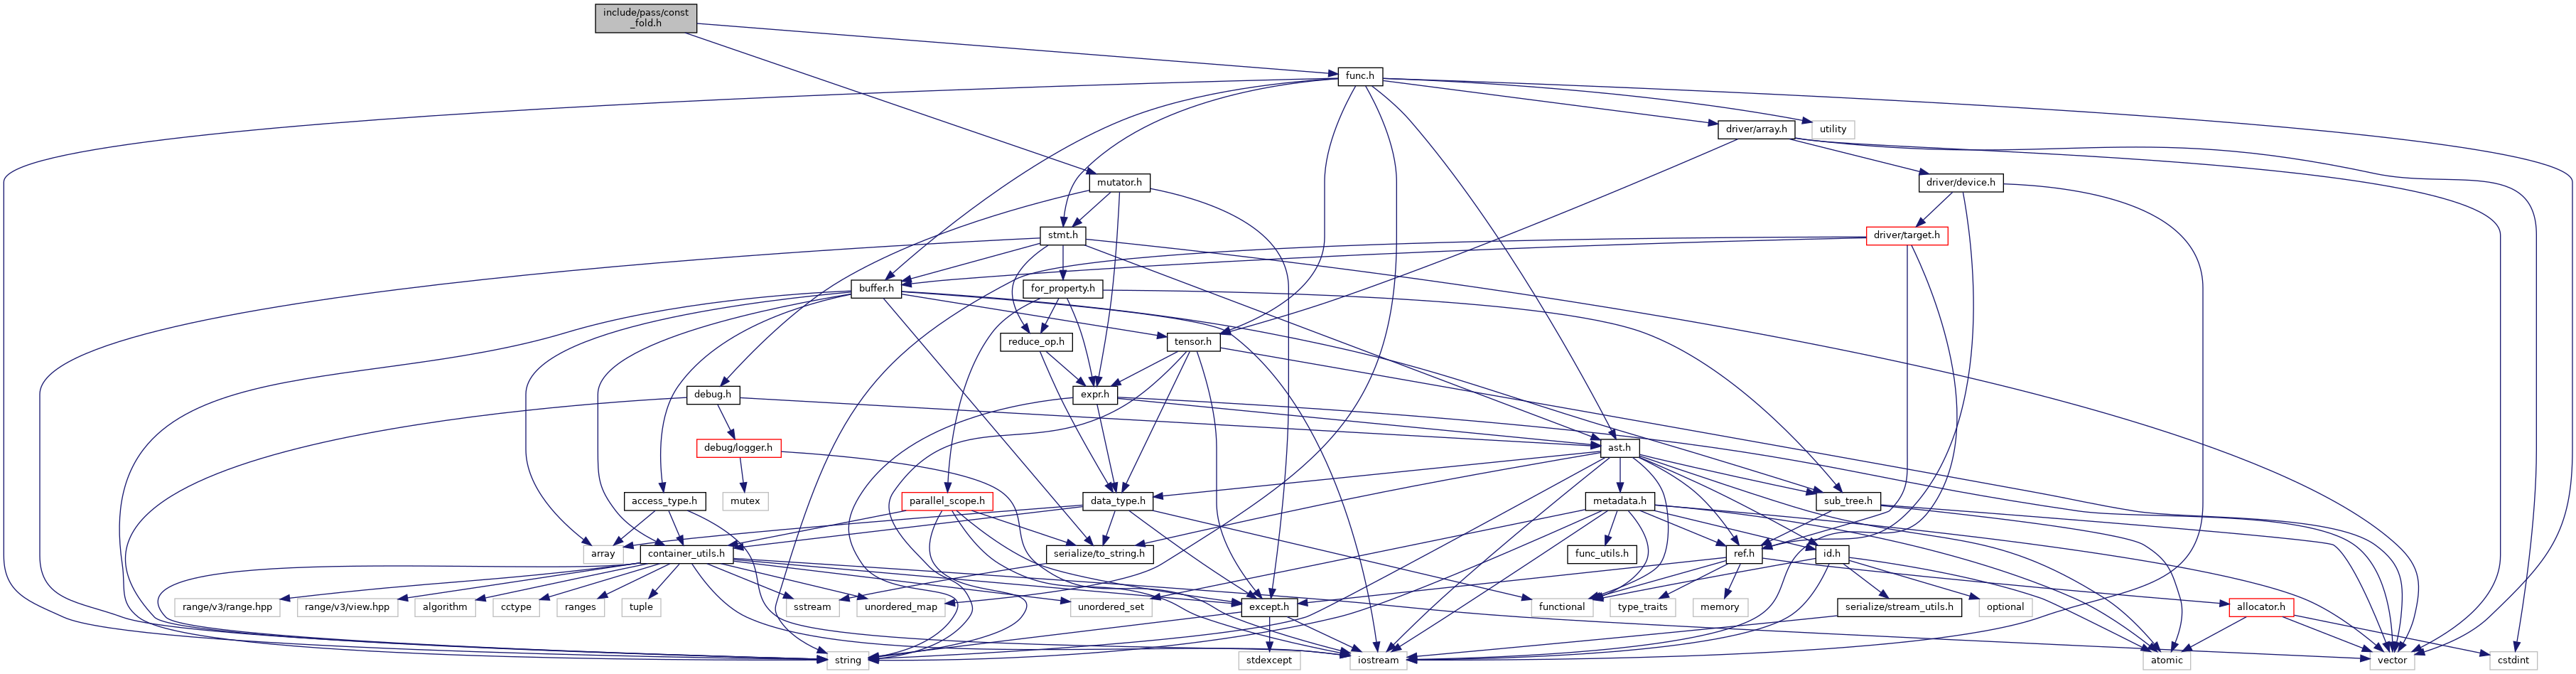 include/pass/const
_fold.h
func.h
driver/array.h
utility
mutator.h
driver/device.h
stmt.h
driver/target.h
buffer.h
for_property.h
reduce_op.h
tensor.h
debug.h
expr.h
debug/logger.h
ast.h
access_type.h
mutex
parallel_scope.h
data_type.h
metadata.h
sub_tree.h
array
container_utils.h
serialize/to_string.h
func_utils.h
ref.h
id.h
range/v3/range.hpp
range/v3/view.hpp
algorithm
cctype
ranges
tuple
sstream
unordered_map
unordered_set
except.h
functional
type_traits
memory
serialize/stream_utils.h
optional
allocator.h
string
stdexcept
iostream
atomic
vector
cstdint